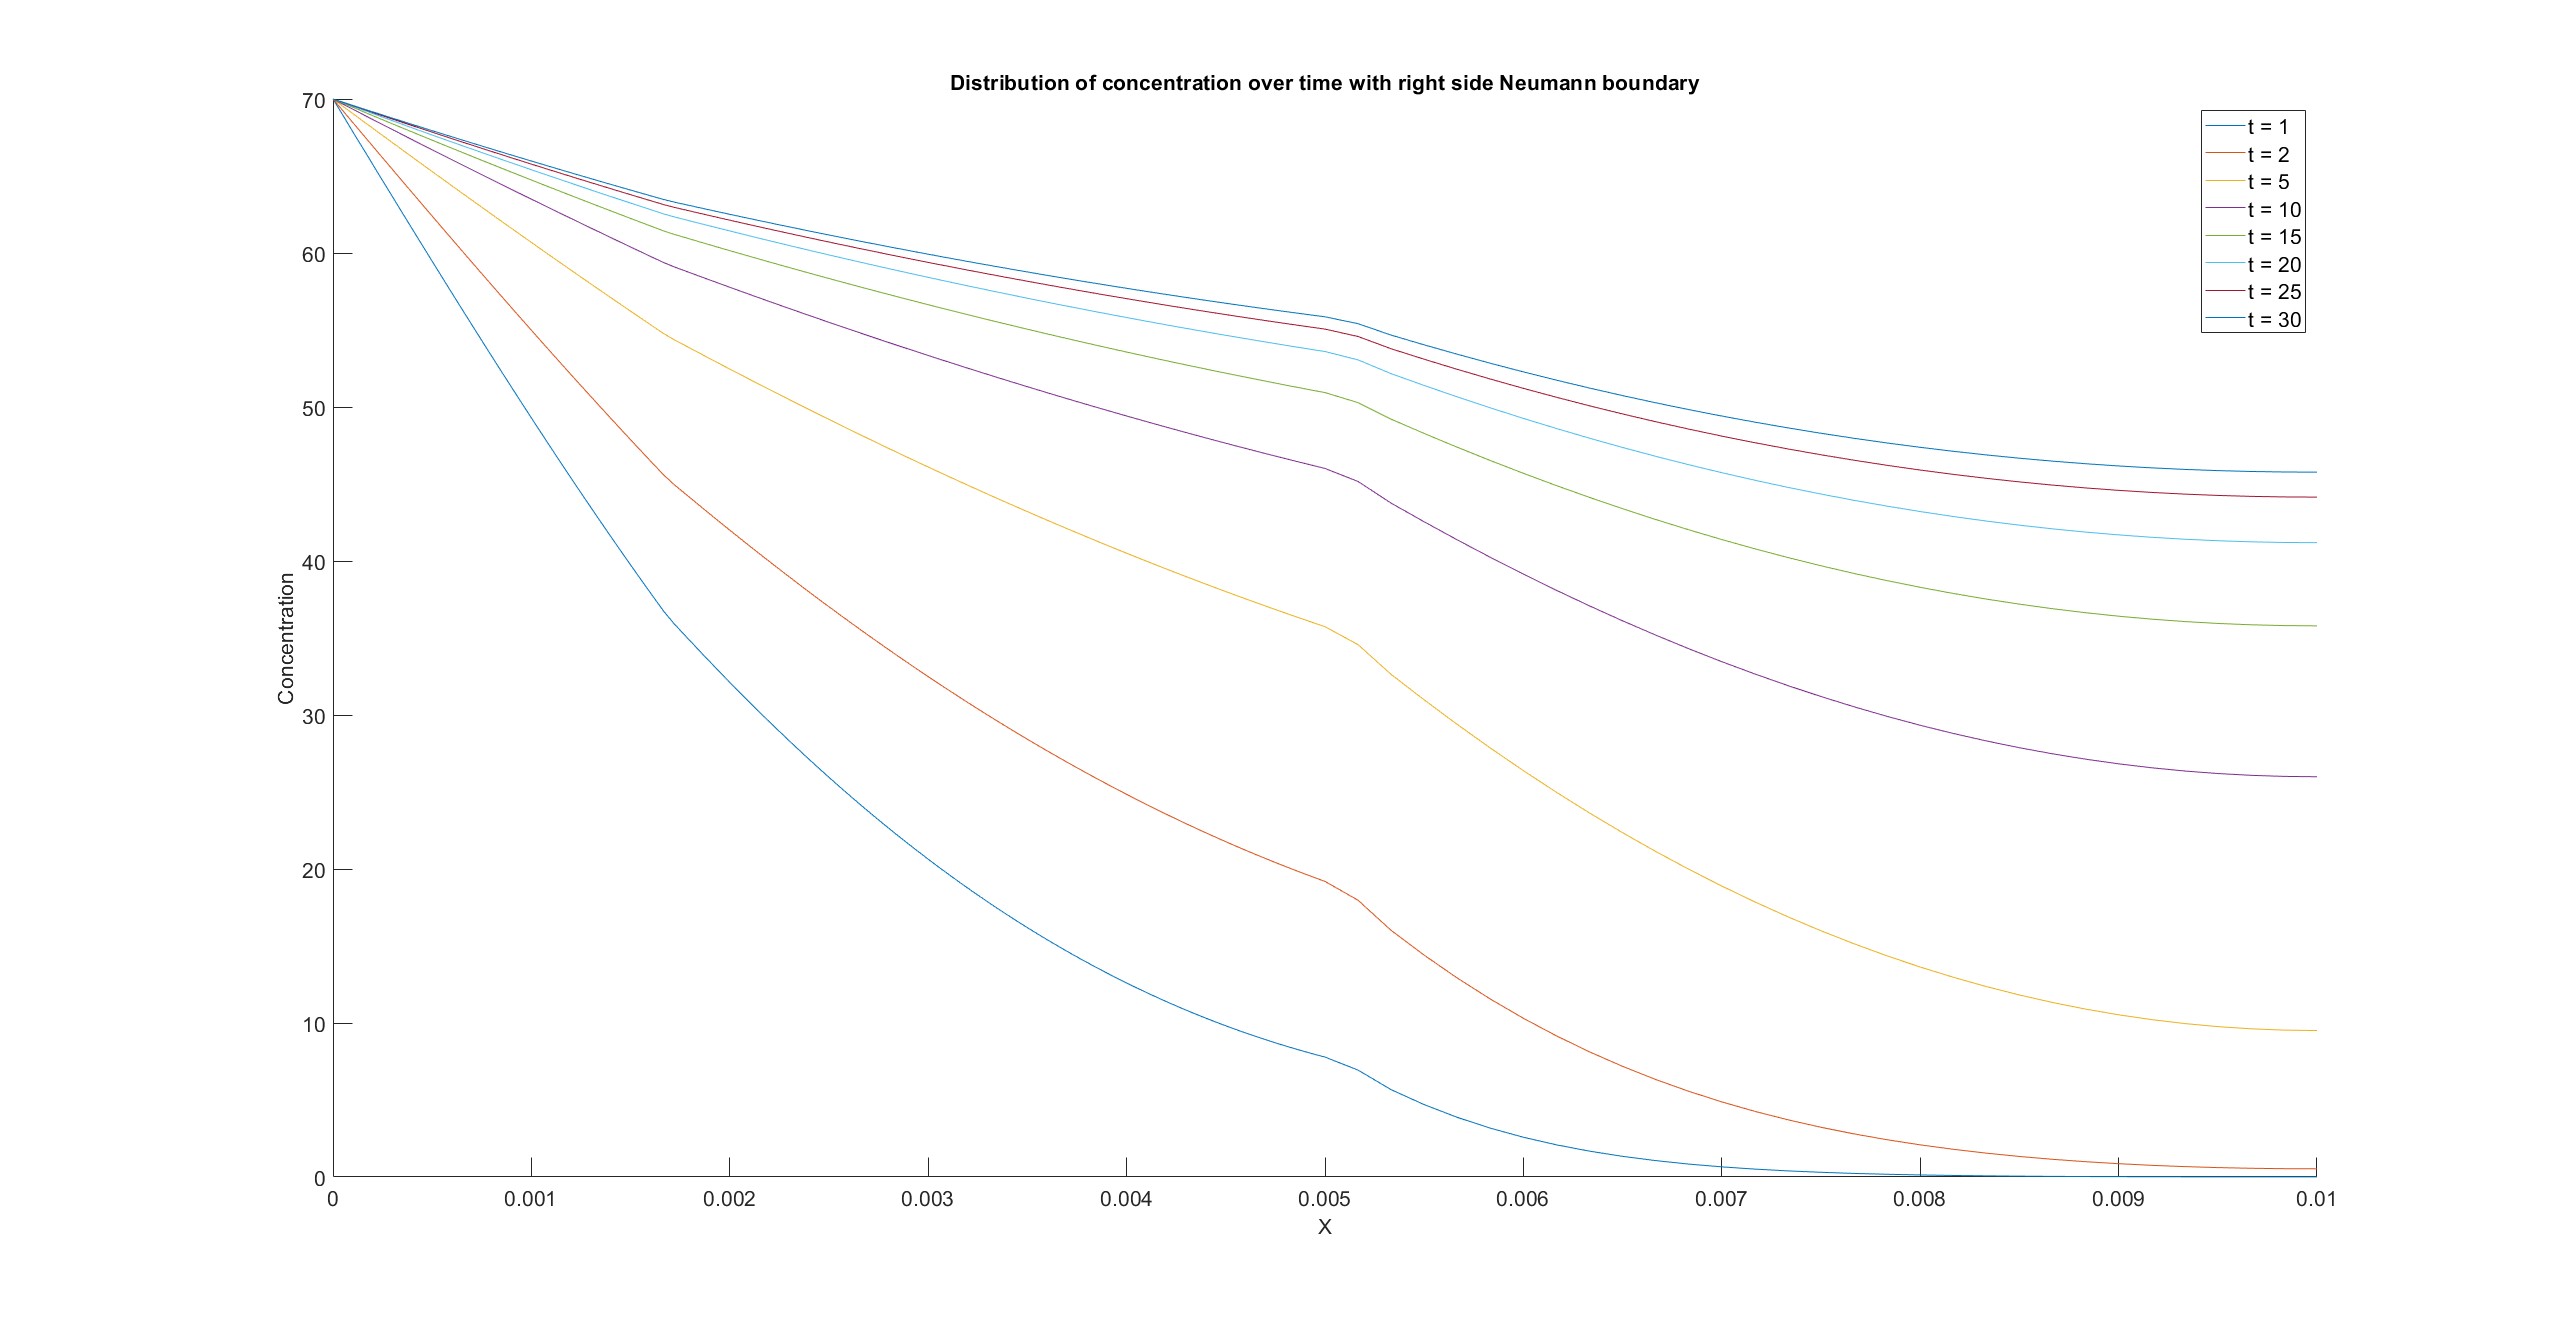 Distribution of concentration over time with right side Neumann boundary
t = 1
t = 2
t = 5
t = 10
t = 15
t = 20
t = 25
t = 30
70
60
50
40
30
20
10
0
Concentration
0 0.001 0.002 0.003 0.004 0.005 0.006 0.007 0.008 0.009 0.01
X